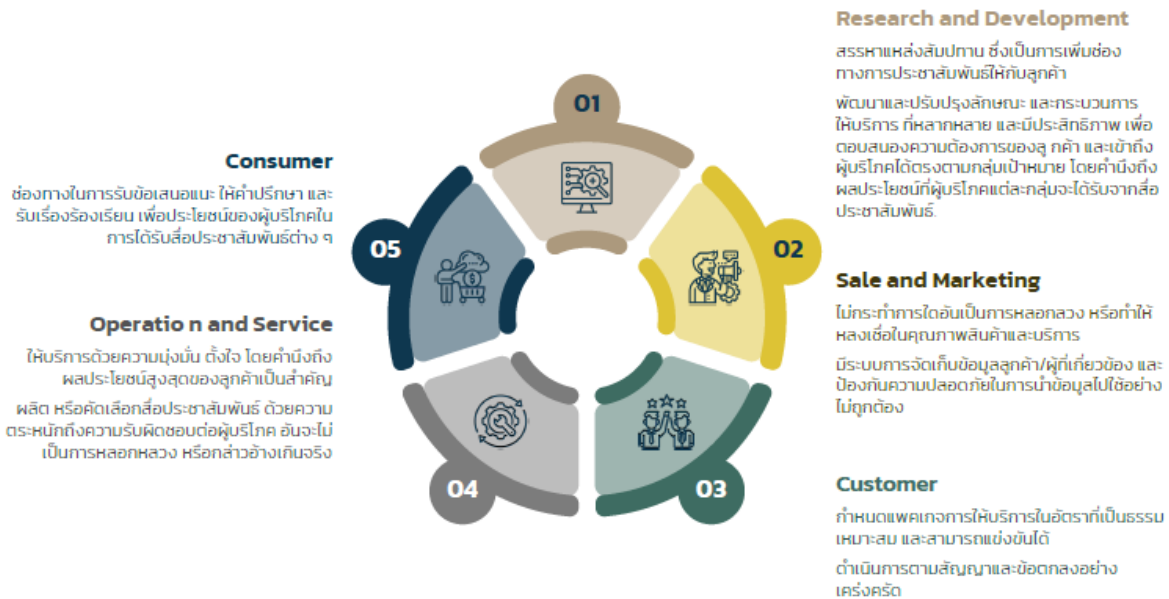 Research and Development
สรรหาแหล่งสัมปทาน ซึ่งเป็นการเพิ่มช่อง
ทางการประชาสัมพันธ์ให้กับลูกค้า
พัฒนาและปรับปรุงลักษณะ และกระบวนการ
ให้บริการ ที่หลากหลาย และมีประสิทธิภาพ เพื่อ
ตอบสนองความต้องการของลู กค้า และเข้าถึง
ผู้บริโภคได้ตรงตามกลุ่มเป้าหมาย โดยคำนึงถึง
ผลประโยชน์ที่ผู้บริโภคแต่ละกลุ่มจะได้รับจากสื่อ
ประชาสัมพันธ์.
01
02
Sale and Marketing
ไม่กระทำการใดอันเป็นการหลอกลวง หรือทำให้
หลงเชื่อในคุณภาพสินค้าและบริการ
มีระบบการจัดเก็บข้อมูลลูกค้า/ผู้ที่เกี่ยวข้อง และ
ป้องกันความปลอดภัยในการนำข้อมูลไปใช้อย่าง
ไม่ถูกต้อง
03
Customer
กำหนดแพคเกจการให้บริการในอัตราที่เป็นธรรม
เหมาะสม และสามารถแข่งขันได้
ดำเนินการตามสัญญาและข้อตกลงอย่าง
เคร่งครัด
04
Operatio n and Service
ให้บริการด้วยความมุ่งมั่น ตั้งใจ โดยคำนึงถึง
ผลประโยชน์สูงสุดของลูกค้าเป็นสำคัญ
ผลิต หรือคัดเลือกสื่อประชาสัมพันธ์ ด้วยความ
ตระหนักถึงความรับผิดชอบต่อผู้บริโภค อันจะไม่
เป็นการหลอกหลวง หรือกล่าวอ้างเกินจริง
05
Consumer
ช่องทางในการรับข้อเสนอแนะ ให้คำปรึกษา และ
รับเรื่องร้องเรียน เพื่อประโยชน์ของผู้บริโภคใน
การได้รับสื่อประชาสัมพันธ์ต่าง ๆ